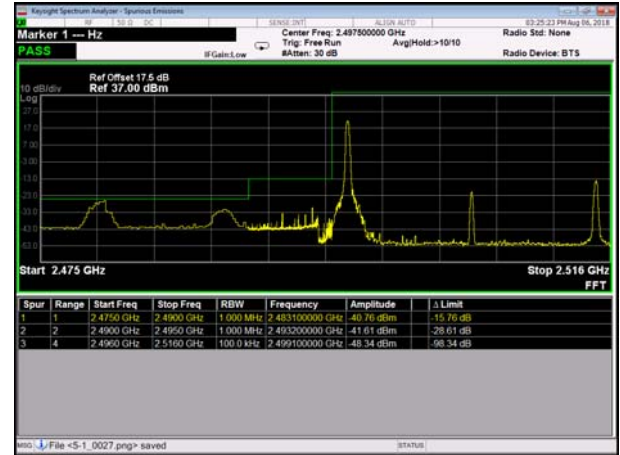 Keysight Spectrum Analyzer - Spurious Emissions
RF 50 Ω DC SENSE:INT ALIGN AUTO 03:25:23 PM Aug 06, 2018
Marker 1 --- Hz
Center Freq: 2.497500000 GHz Radio Std: None
Trig: Free Run Avg|Hold:>10/10
PASS IFGain:Low #Atten: 30 dB Radio Device: BTS
Ref Offset 17.5 dB
10 dB/div Ref 37.00 dBm
Log
27.0
17.0
7.00
-3.00
-13.0
-23.0
-33.0
-43.0
-53.0
Start 2.475 GHz Stop 2.516 GHz
FFT
Spur Range Start Freq Stop Freq RBW Frequency Amplitude Δ Limit
1 1 2.4750 GHz 2.4900 GHz 1.000 MHz 2.483100000 GHz -40.76 dBm -15.76 dB
2 2 2.4900 GHz 2.4950 GHz 1.000 MHz 2.493200000 GHz -41.61 dBm -28.61 dB
3 4 2.4960 GHz 2.5160 GHz 100.0 kHz 2.499100000 GHz -48.34 dBm -98.34 dB
MSG File <5-1_0027.png> saved STATUS